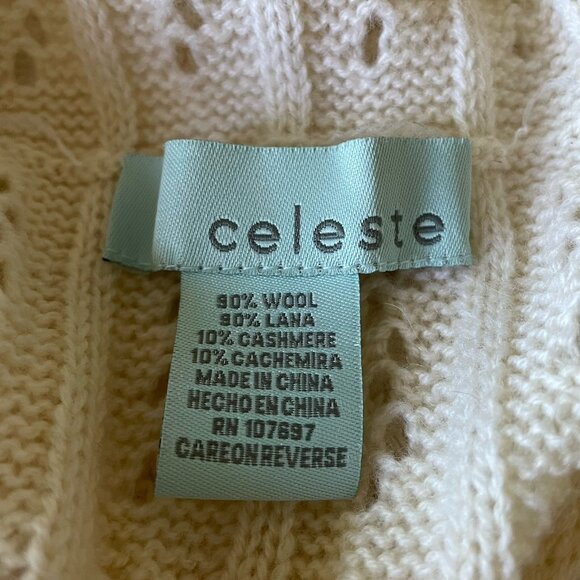 celeste
90% WOOL
90% LANA
10% CASHMERE
10% CACHEMIRA
MADE IN CHINA
HECHO EN CHINA
RN 107697
CARE ON REVERSE